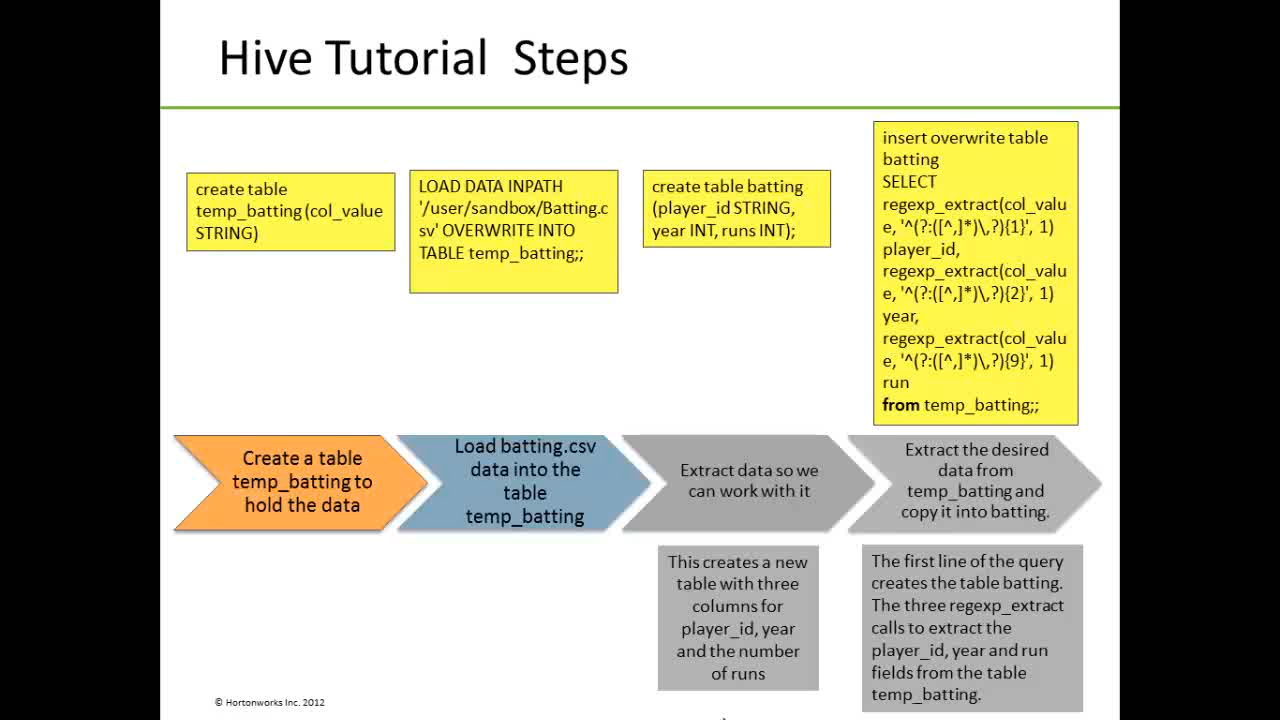 Hive Tutorial  Steps
create table
temp_batting (col_value
STRING)
LOAD DATA INPATH
'/user/sandbox/Batting.c
sv' OVERWRITE INTO
TABLE temp_batting;;
create table batting
(player_id STRING,
year INT, runs INT);
insert overwrite table
batting
SELECT
regexp_extract(col_valu
e, '^(?:([^,]*)\,?){1}', 1)
player_id,
regexp_extract(col_valu
e, '^(?:([^,]*)\,?){2}', 1)
year,
regexp_extract(col_valu
e, '^(?:([^,]*)\,?){9}', 1)
run
from temp_batting;;
Create a table
temp_batting to
hold the data
Load batting.csv
data into the
table
temp_batting
Extract data so we
can work with it
Extract the desired
data from
temp_batting and
copy it into batting.
This creates a new
table with three
columns for
player_id, year
and the number
of runs
The first line of the query
creates the table batting.
The three regexp_extract
calls to extract the
player_id, year and run
fields from the table
temp_batting.
© Hortonworks Inc. 2012